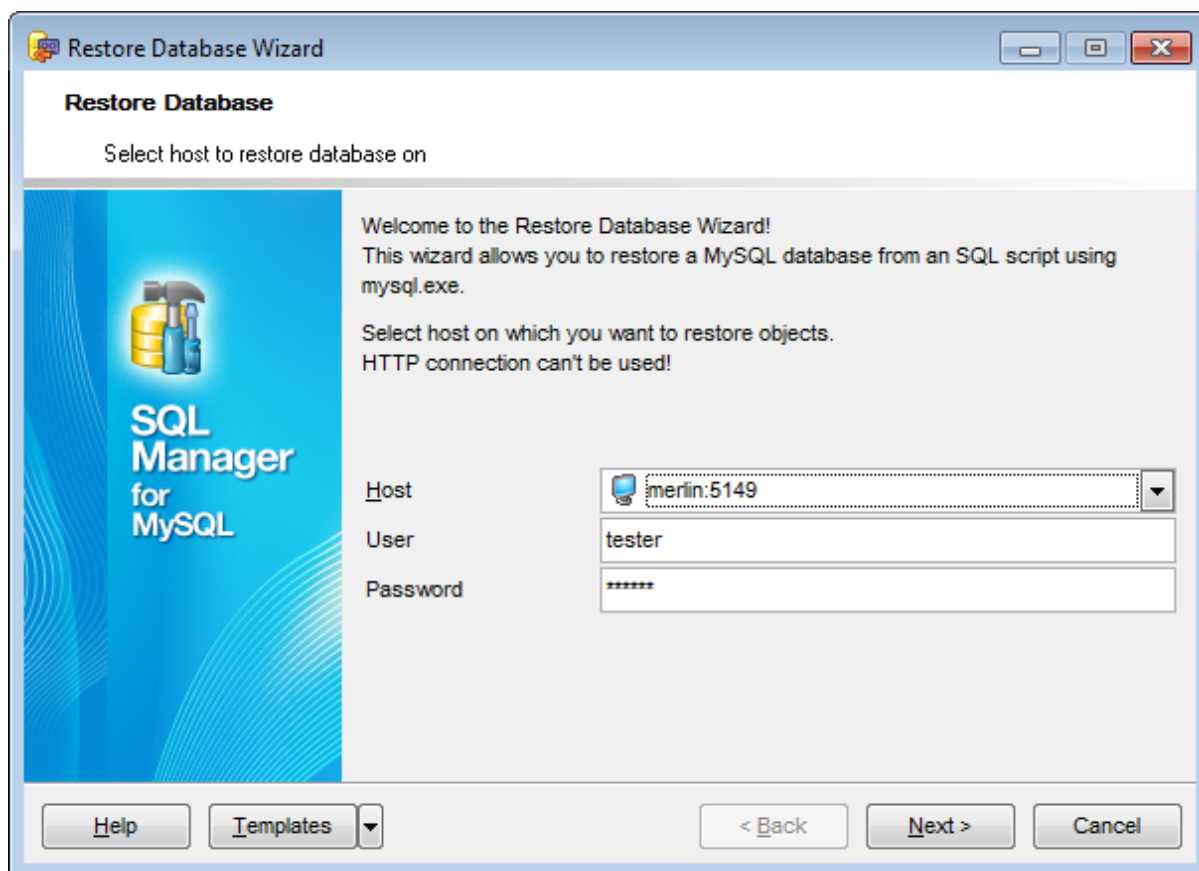 Restore Database Wizard
Restore Database
Select host to restore database on
Welcome to the Restore Database Wizard!
This wizard allows you to restore a MySQL database from an SQL script using
mysql.exe.
Select host on which you want to restore objects.
HTTP connection can't be used!
SQL
Manager
for
MySQL
Host
merlin:5149
User
tester
Password
******
Help
Templates
< Back
Next >
Cancel